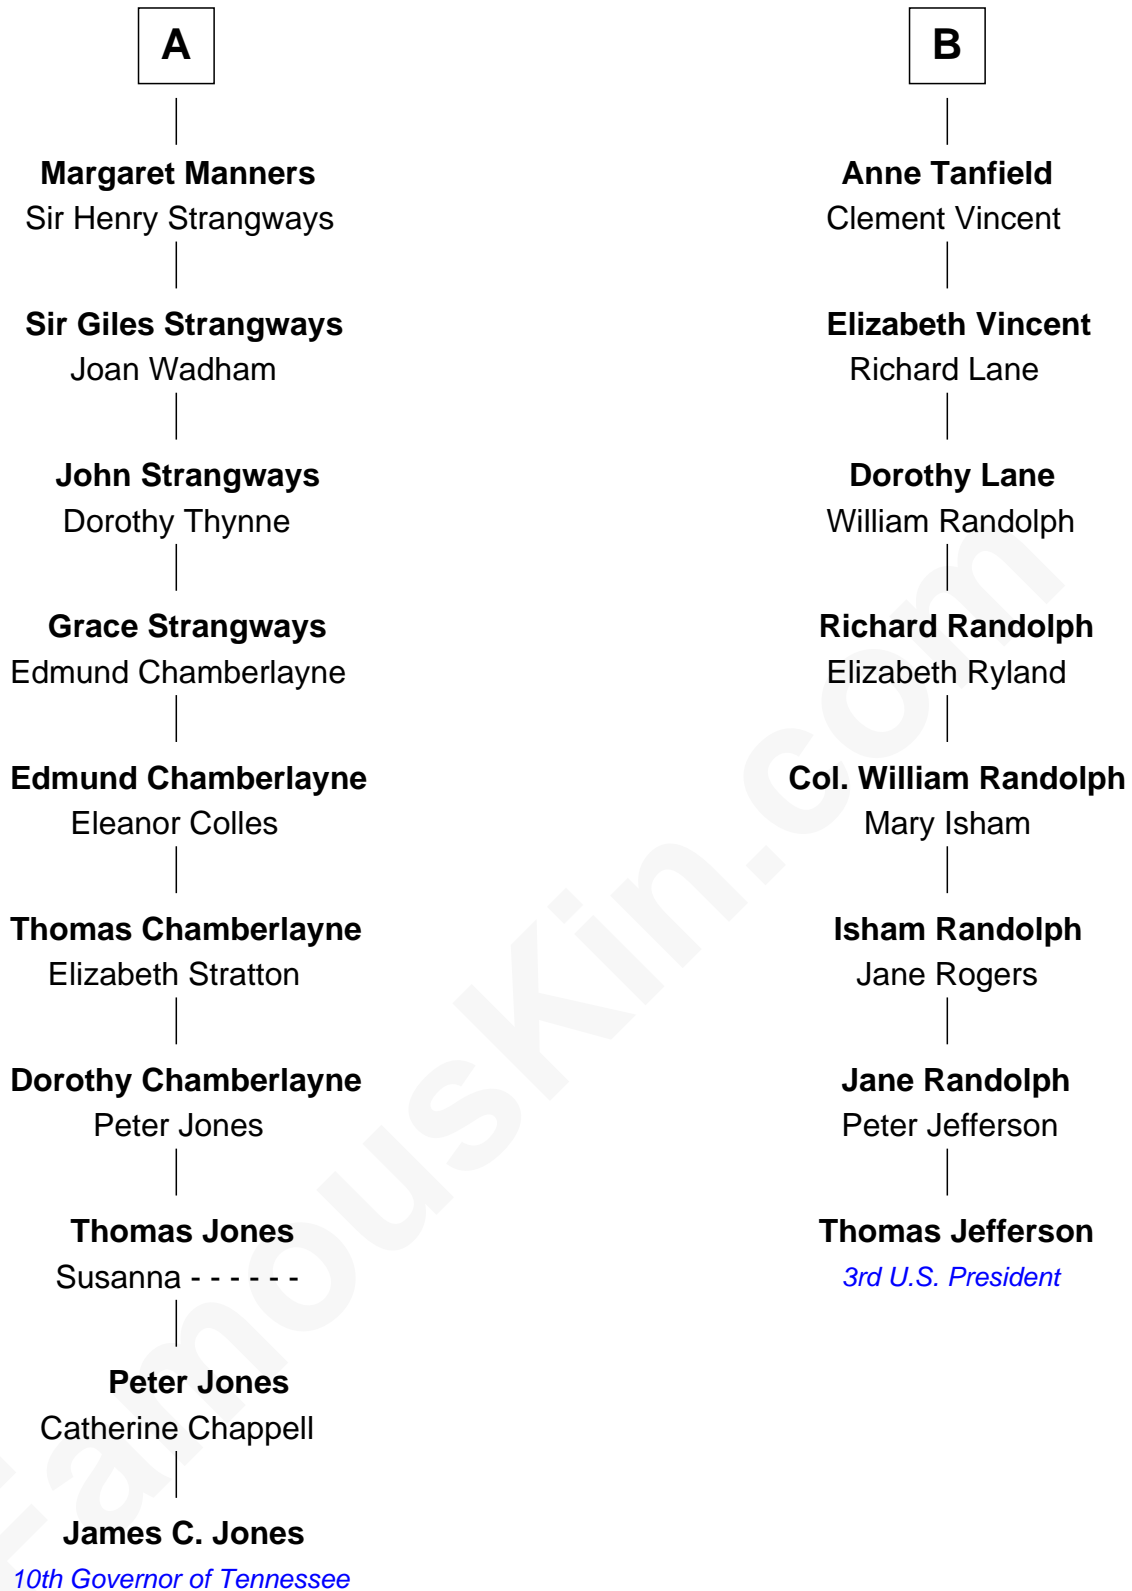 A
Margaret Manners
Sir Henry Strangways
Sir Giles Strangways
Joan Wadham
John Strangways
Dorothy Thynne
Grace Strangways
Edmund Chamberlayne
Edmund Chamberlayne
Eleanor Colles
Thomas Chamberlayne
Elizabeth Stratton
Dorothy Chamberlayne
Peter Jones
Thomas Jones
Susanna - - - - - -
Peter Jones
Catherine Chappell
James C. Jones
10th Governor of Tennessee
B
Anne Tanfield
Clement Vincent
Elizabeth Vincent
Richard Lane
Dorothy Lane
William Randolph
Richard Randolph
Elizabeth Ryland
Col. William Randolph
Mary Isham
Isham Randolph
Jane Rogers
Jane Randolph
Peter Jefferson
Thomas Jefferson
3rd U.S. President
FamousKin.com